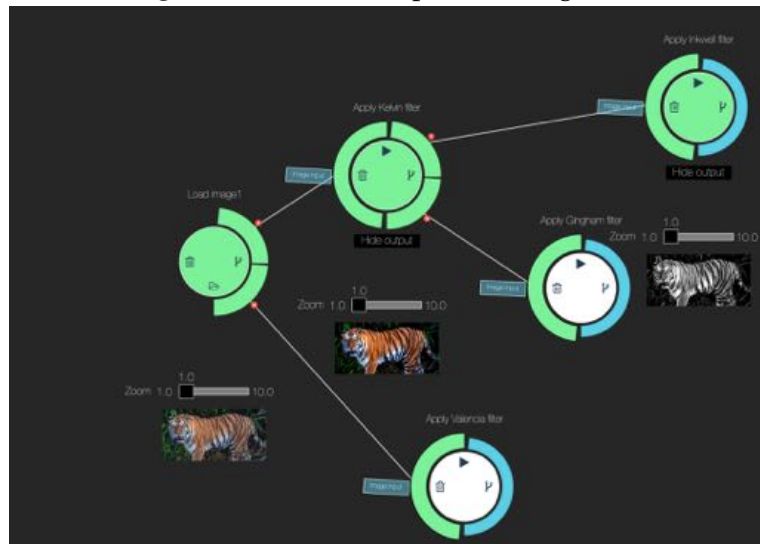 Apply Inkwell filter
Image input
Hide output
Apply Kelvin filter
Image input
Hide output
Load image1
Apply Gingham filter
Image input
1.0
Zoom 1.0 10.0
1.0
Zoom 1.0 10.0
1.0
Zoom 1.0 10.0
Apply Valencia filter
Image input